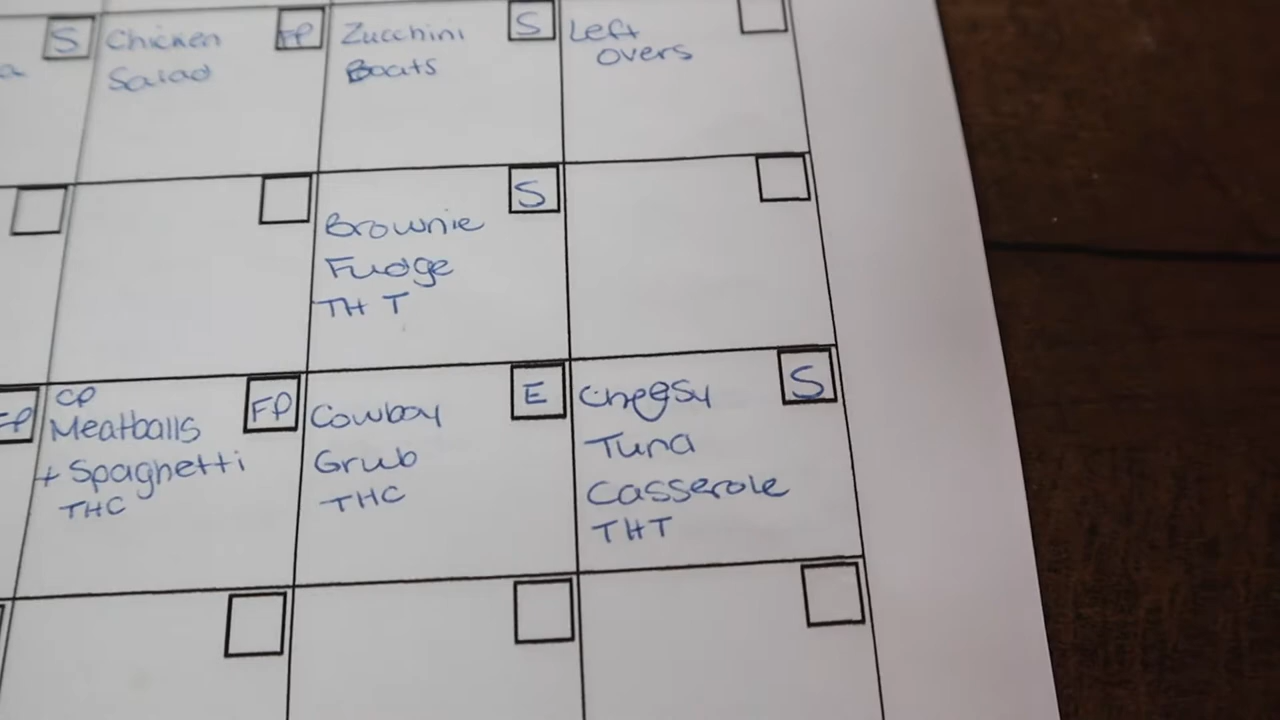 S
Chicken
FP
Zucchini
S
Left
a
Salad
Boats
overs
S
Brownie
Fudge
TH T
FP
CP
Meatballs
+ Spaghetti
THC
FP
Cowboy
Grub
THC
E
Cheesy
Tuna
Casserole
THT
S